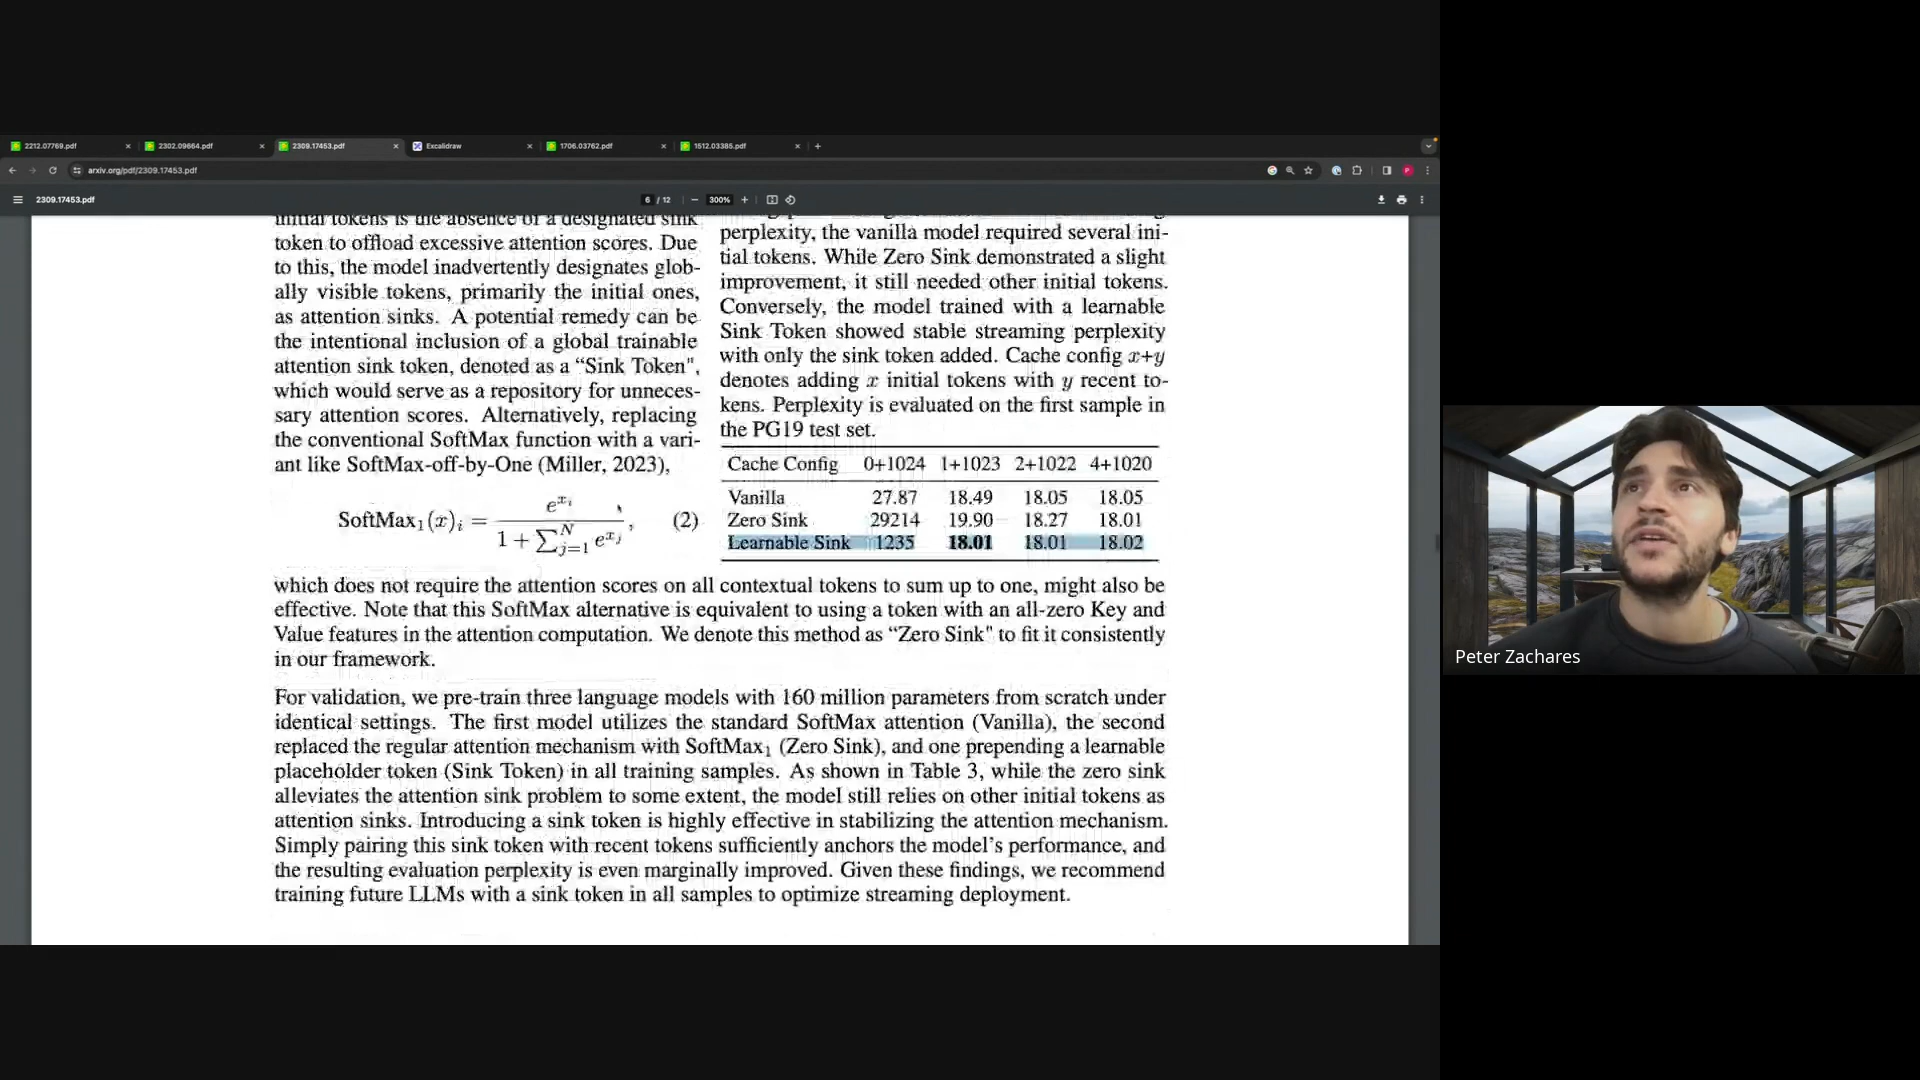 2212.07769.pdf
2302.09664.pdf
2309.17453.pdf
Excalidraw
1706.03762.pdf
1512.03385.pdf
arxiv.org/pdf/2309.17453.pdf
2309.17453.pdf
6 / 12
300%
initial tokens is the absence of a designated sink
token to offload excessive attention scores. Due
to this, the model inadvertently designates glob-
ally visible tokens, primarily the initial ones,
as attention sinks. A potential remedy can be
the intentional inclusion of a global trainable
attention sink token, denoted as a “Sink Token",
which would serve as a repository for unneces-
sary attention scores. Alternatively, replacing
the conventional SoftMax function with a vari-
ant like SoftMax-off-by-One (Miller, 2023),
SoftMax₁(x)ᵢ = e^{x_i} / (1 + ∑_{j=1}^{N} e^{x_j}), (2)
perplexity, the vanilla model required several ini-
tial tokens. While Zero Sink demonstrated a slight
improvement, it still needed other initial tokens.
Conversely, the model trained with a learnable
Sink Token showed stable streaming perplexity
with only the sink token added. Cache config x+y
denotes adding x initial tokens with y recent to-
kens. Perplexity is evaluated on the first sample in
the PG19 test set.
Cache Config 0+1024 1+1023 2+1022 4+1020
Vanilla 27.87 18.49 18.05 18.05
Zero Sink 29214 19.90 18.27 18.01
Learnable Sink 1235 18.01 18.01 18.02
which does not require the attention scores on all contextual tokens to sum up to one, might also be
effective. Note that this SoftMax alternative is equivalent to using a token with an all-zero Key and
Value features in the attention computation. We denote this method as “Zero Sink" to fit it consistently
in our framework.
For validation, we pre-train three language models with 160 million parameters from scratch under
identical settings. The first model utilizes the standard SoftMax attention (Vanilla), the second
replaced the regular attention mechanism with SoftMax₁ (Zero Sink), and one prepending a learnable
placeholder token (Sink Token) in all training samples. As shown in Table 3, while the zero sink
alleviates the attention sink problem to some extent, the model still relies on other initial tokens as
attention sinks. Introducing a sink token is highly effective in stabilizing the attention mechanism.
Simply pairing this sink token with recent tokens sufficiently anchors the model’s performance, and
the resulting evaluation perplexity is even marginally improved. Given these findings, we recommend
training future LLMs with a sink token in all samples to optimize streaming deployment.
Peter Zachares